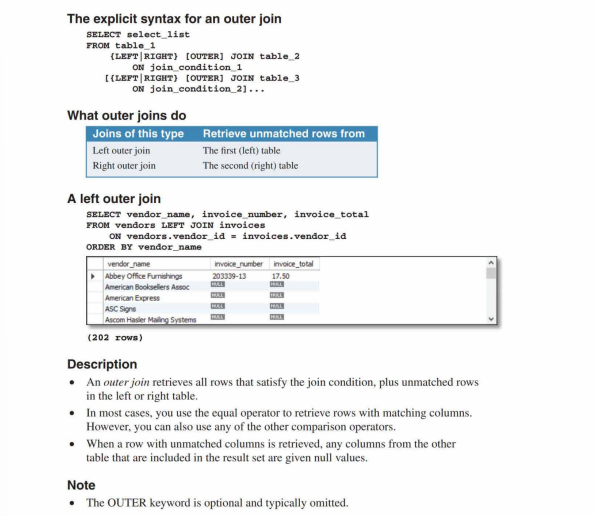 The explicit syntax for an outer join
SELECT select_list
FROM table_1
{LEFT|RIGHT} [OUTER] JOIN table_2
ON join_condition_1
[{LEFT|RIGHT} [OUTER] JOIN table_3
ON join_condition_2]...
What outer joins do
Joins of this type Retrieve unmatched rows from
Left outer join The first (left) table
Right outer join The second (right) table
A left outer join
SELECT vendor_name, invoice_number, invoice_total
FROM vendors LEFT JOIN invoices
ON vendors.vendor_id = invoices.vendor_id
ORDER BY vendor_name
vendor_name invoice_number invoice_total
Abbey Office Furnishings 203339-13 17.50
American Booksellers Assoc NULL NULL
American Express NULL NULL
ASC Signs NULL NULL
Ascom Hasler Mailing Systems NULL NULL
(202 rows)
Description
• An outer join retrieves all rows that satisfy the join condition, plus unmatched rows
in the left or right table.
• In most cases, you use the equal operator to retrieve rows with matching columns.
However, you can also use any of the other comparison operators.
• When a row with unmatched columns is retrieved, any columns from the other
table that are included in the result set are given null values.
Note
• The OUTER keyword is optional and typically omitted.